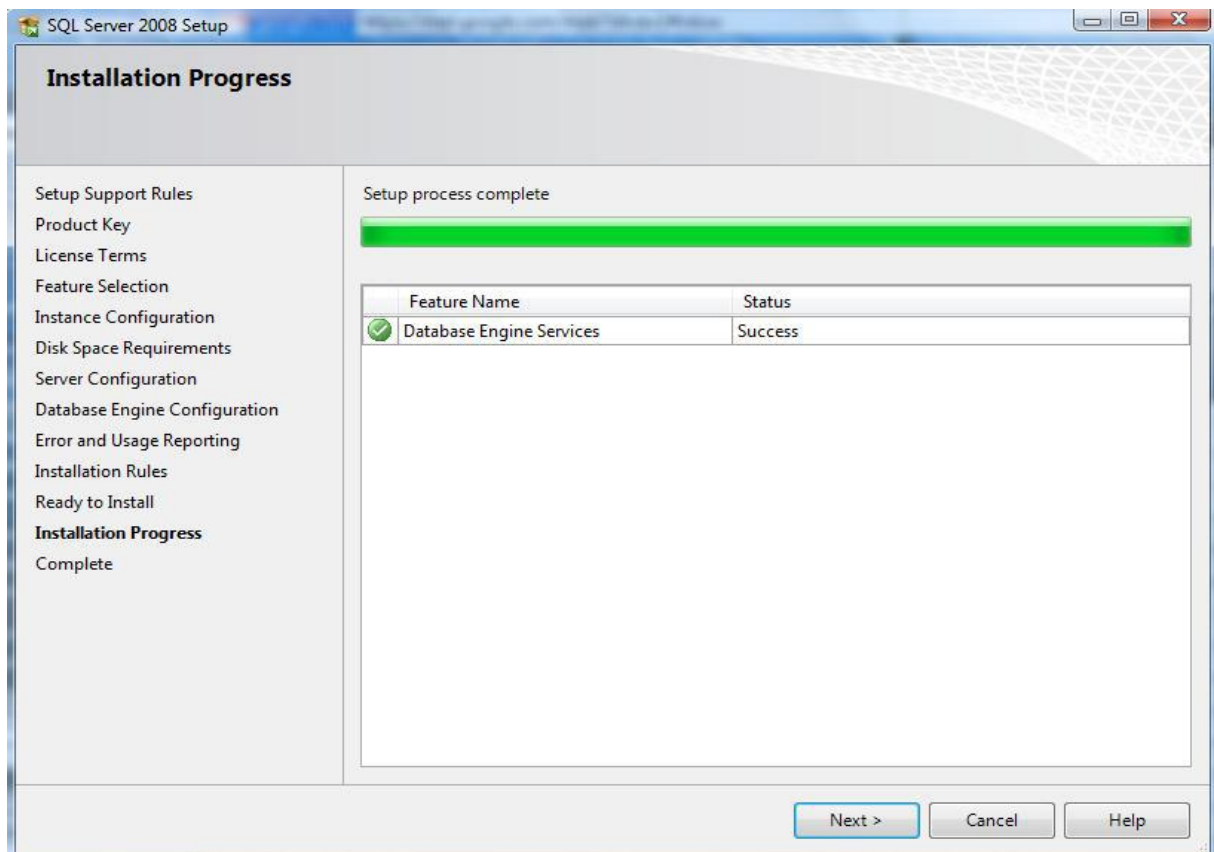 SQL Server 2008 Setup
Installation Progress
Setup Support Rules
Product Key
License Terms
Feature Selection
Instance Configuration
Disk Space Requirements
Server Configuration
Database Engine Configuration
Error and Usage Reporting
Installation Rules
Ready to Install
Installation Progress
Complete
Setup process complete
Feature Name Status
Database Engine Services Success
Next > Cancel Help